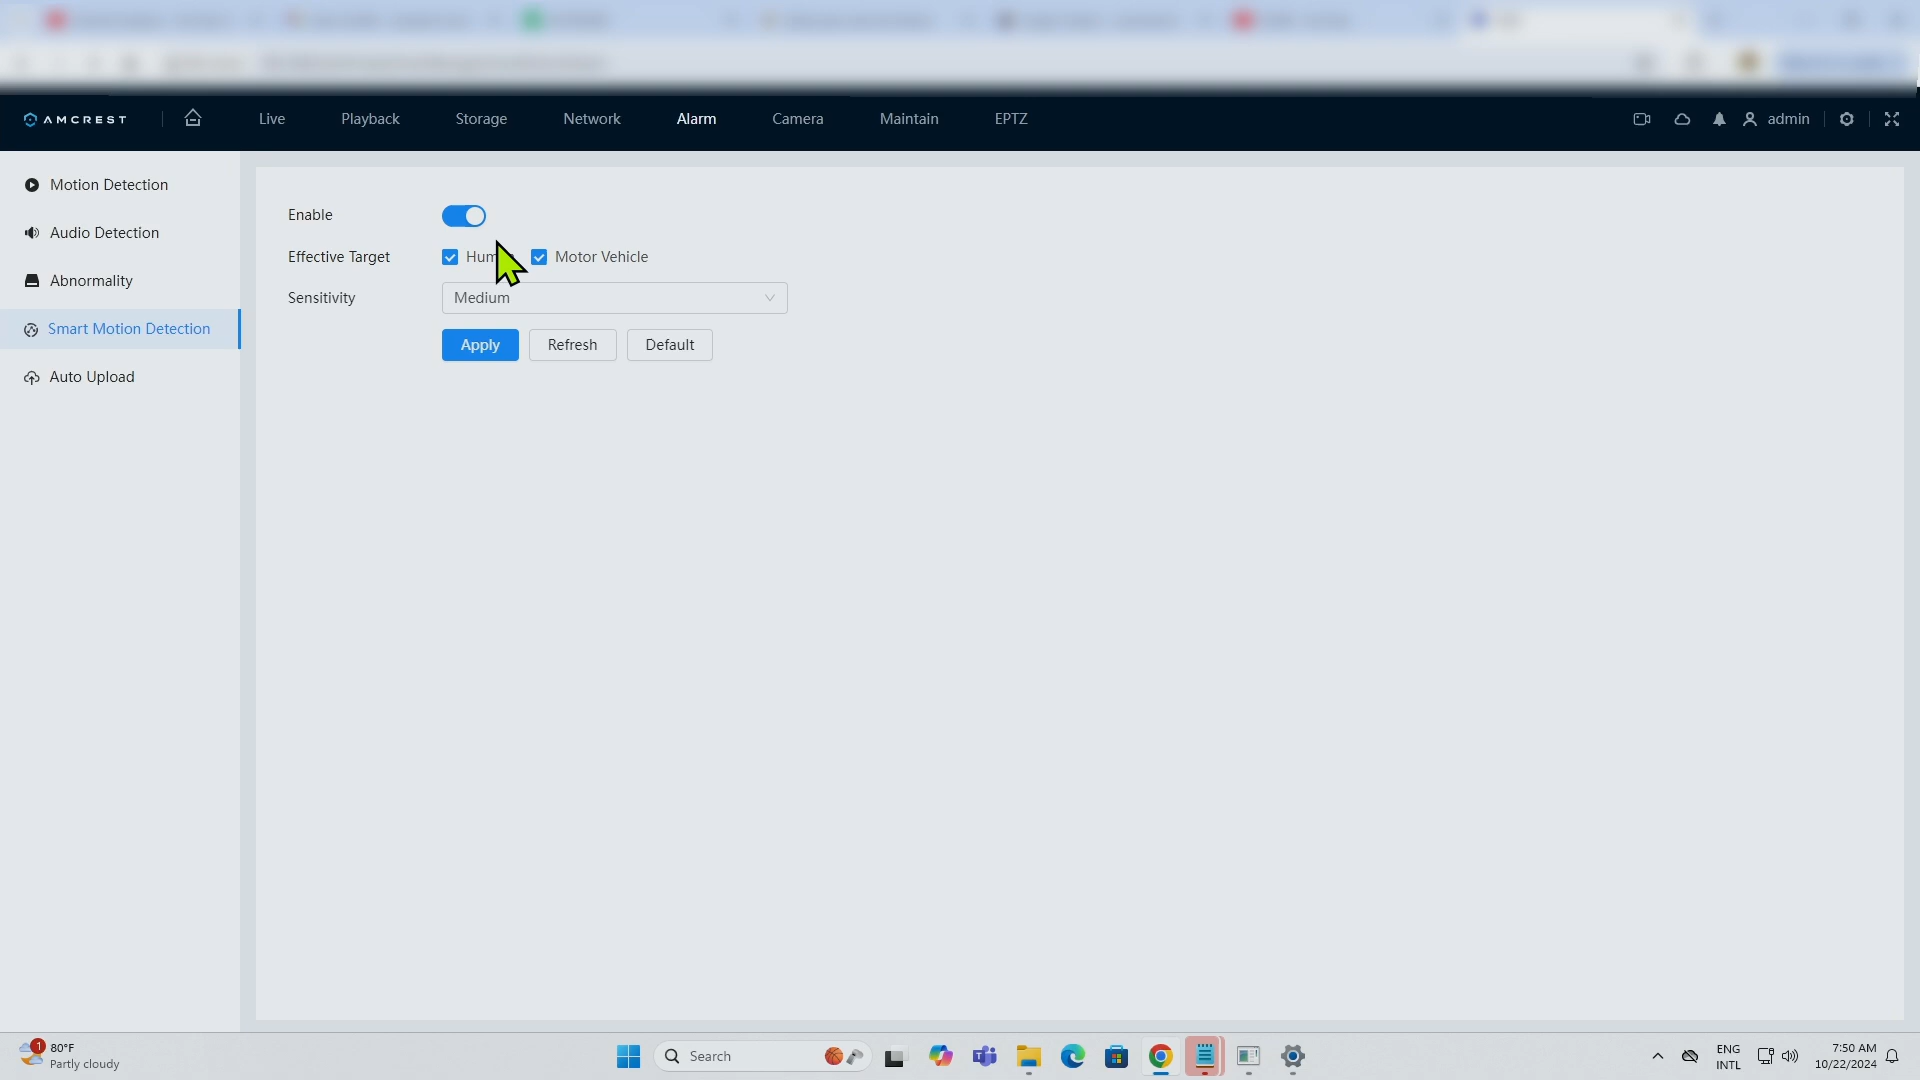 AMCREST
Live
Playback
Storage
Network
Alarm
Camera
Maintain
EPTZ
admin
Motion Detection
Audio Detection
Abnormality
Smart Motion Detection
Auto Upload
Enable
Effective Target
Motor Vehicle
Sensitivity
Medium
Apply
Refresh
Default
1
80°F
Partly cloudy
Search
ENG
INTL
7:50 AM
10/22/2024